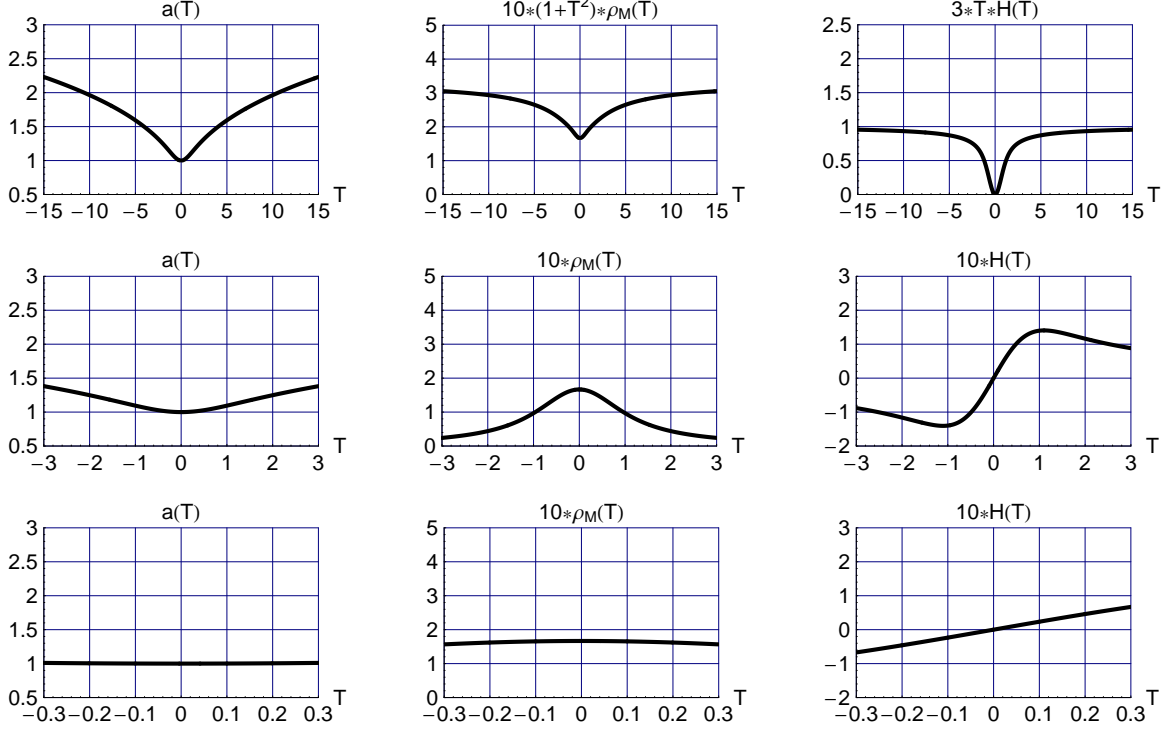 a(T) 10*(1+T²)*ρ_M(T) 3*T*H(T)
3 5 2.5
2.5 4 2
2 3 1.5
1.5 2 1
1 1 0.5
0.5 T 0 T 0 T
−15 −10 −5 0 5 10 15 −15 −10 −5 0 5 10 15 −15 −10 −5 0 5 10 15
a(T) 10*ρ_M(T) 10*H(T)
3 5 3
2.5 4 2
2 3 1
1.5 2 0
1 1 −1
0.5 T 0 T −2 T
−3 −2 −1 0 1 2 3 −3 −2 −1 0 1 2 3 −3 −2 −1 0 1 2 3
a(T) 10*ρ_M(T) 10*H(T)
3 5 3
2.5 4 2
2 3 1
1.5 2 0
1 1 −1
0.5 T 0 T −2 T
−0.3 −0.2 −0.1 0 0.1 0.2 0.3 −0.3 −0.2 −0.1 0 0.1 0.2 0.3 −0.3 −0.2 −0.1 0 0.1 0.2 0.3